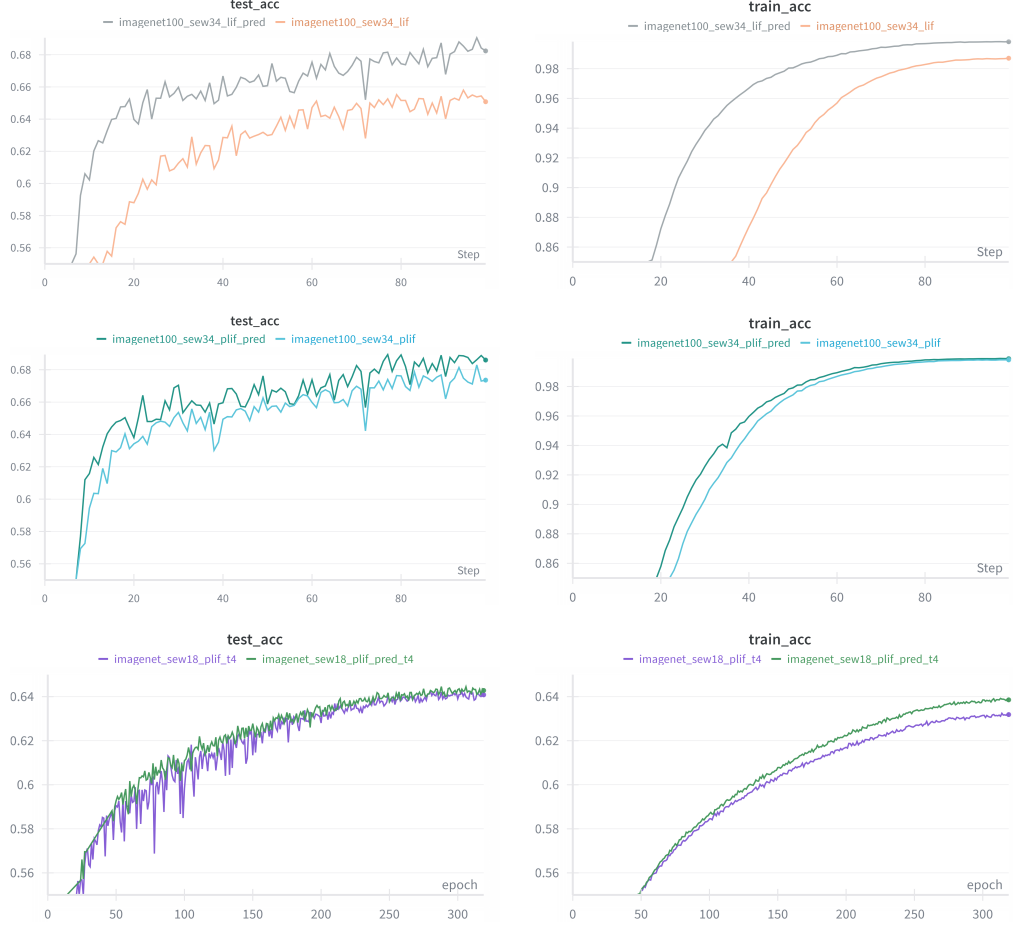 test_acc
imagenet100_sew34_lif_pred imagenet100_sew34_lif
0.68
0.66
0.64
0.62
0.6
0.58
0.56
Step
0 20 40 60 80
train_acc
imagenet100_sew34_lif_pred imagenet100_sew34_lif
0.98
0.96
0.94
0.92
0.9
0.88
0.86
Step
0 20 40 60 80
test_acc
imagenet100_sew34_plif_pred imagenet100_sew34_plif
0.68
0.66
0.64
0.62
0.6
0.58
0.56
Step
0 20 40 60 80
train_acc
imagenet100_sew34_plif_pred imagenet100_sew34_plif
0.98
0.96
0.94
0.92
0.9
0.88
0.86
Step
0 20 40 60 80
test_acc
imagenet_sew18_plif_t4 imagenet_sew18_plif_pred_t4
0.64
0.62
0.6
0.58
0.56
epoch
0 50 100 150 200 250 300
train_acc
imagenet_sew18_plif_t4 imagenet_sew18_plif_pred_t4
0.64
0.62
0.6
0.58
0.56
epoch
0 50 100 150 200 250 300